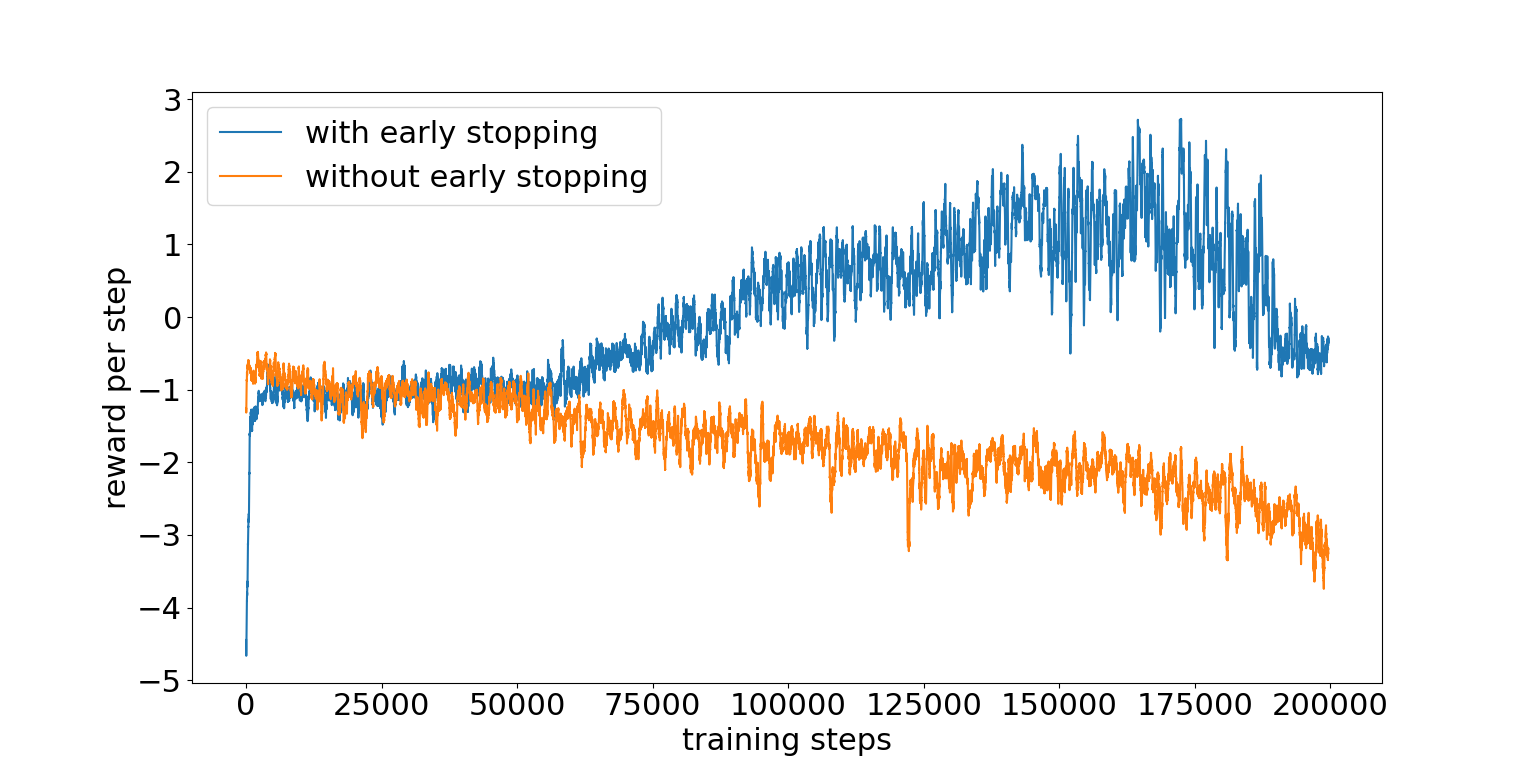 with early stopping
without early stopping
reward per step
3
2
1
0
−1
−2
−3
−4
−5
0 25000 50000 75000 100000 125000 150000 175000 200000
training steps